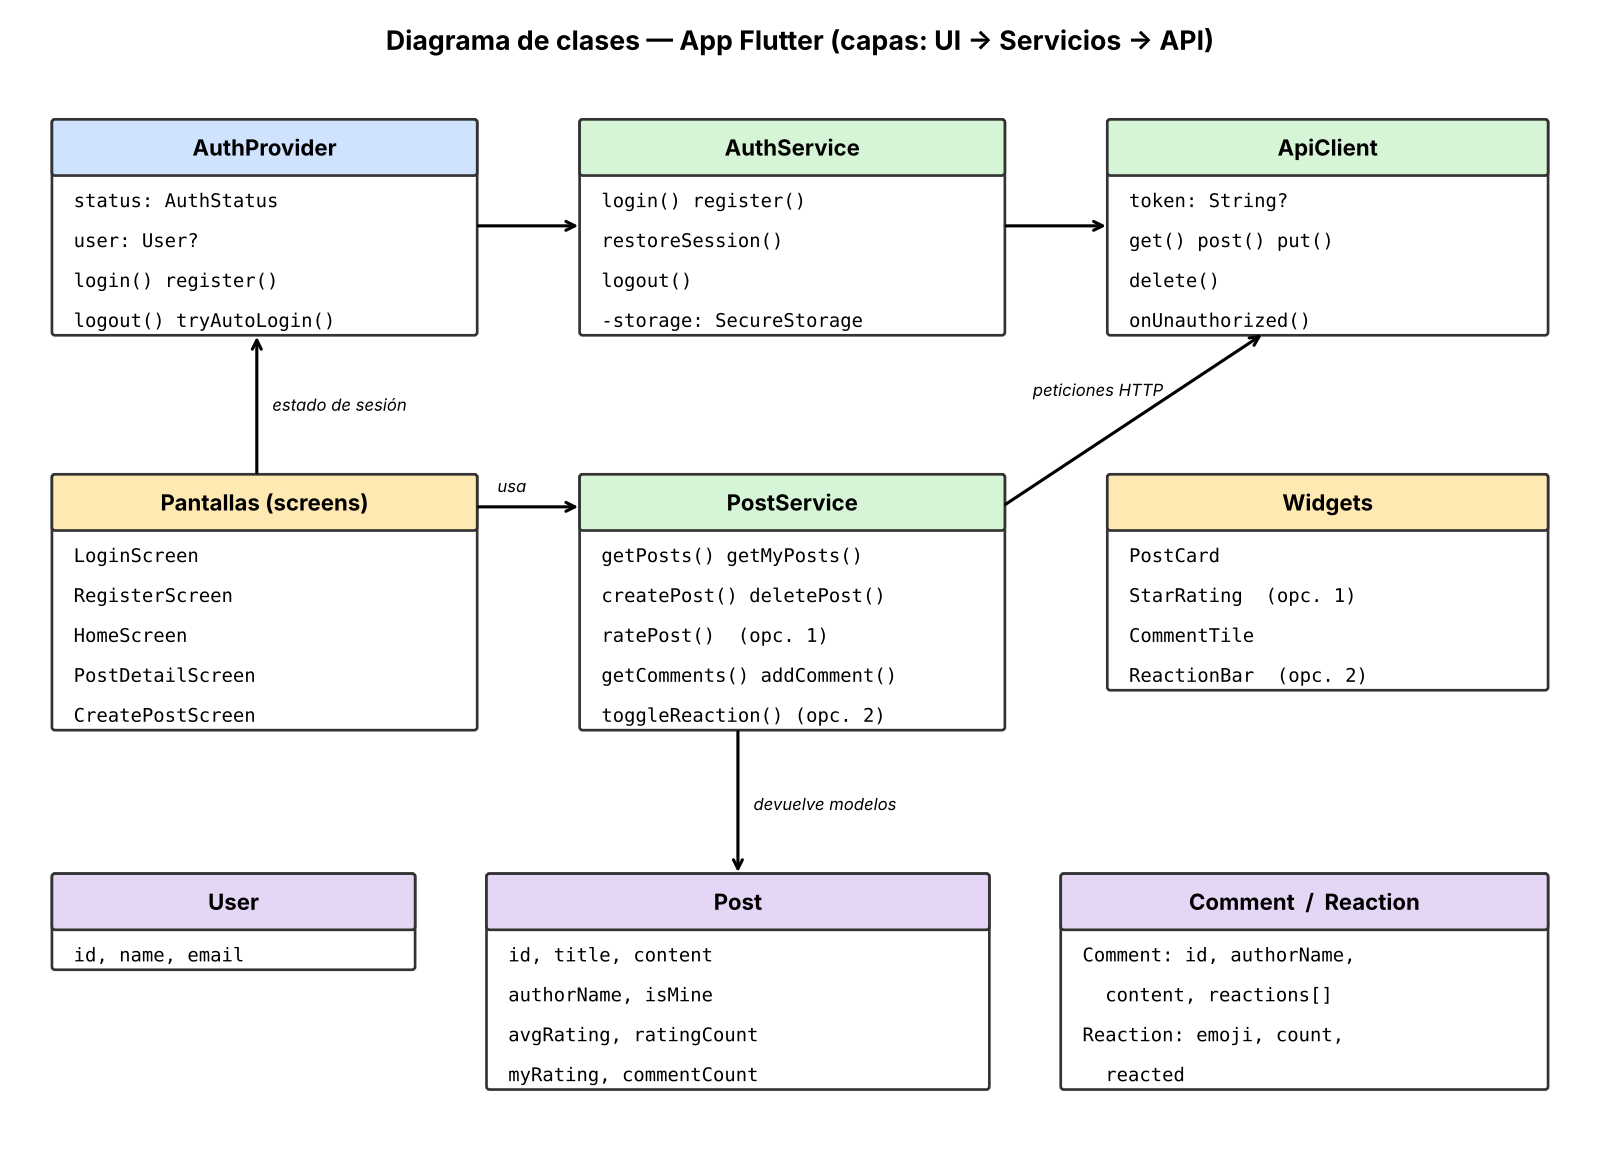 Diagrama de clases — App Flutter (capas: UI → Servicios → API)
AuthProvider
status: AuthStatus
user: User?
login() register()
logout() tryAutoLogin()
AuthService
login() register()
restoreSession()
logout()
-storage: SecureStorage
ApiClient
token: String?
get() post() put()
delete()
onUnauthorized()
estado de sesión
peticiones HTTP
Pantallas (screens)
LoginScreen
RegisterScreen
HomeScreen
PostDetailScreen
CreatePostScreen
usa
PostService
getPosts() getMyPosts()
createPost() deletePost()
ratePost()  (opc. 1)
getComments() addComment()
toggleReaction() (opc. 2)
Widgets
PostCard
StarRating  (opc. 1)
CommentTile
ReactionBar  (opc. 2)
devuelve modelos
User
id, name, email
Post
id, title, content
authorName, isMine
avgRating, ratingCount
myRating, commentCount
Comment  /  Reaction
Comment: id, authorName,
content, reactions[]
Reaction: emoji, count,
reacted